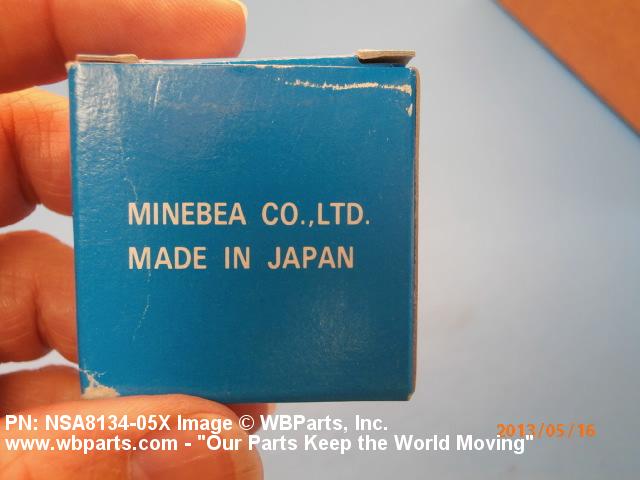 MINEBEA CO.,LTD.
MADE IN JAPAN
PN: NSA8134-05X Image © WBParts, Inc.
2013/05/16
www.wbparts.com - "Our Parts Keep the World Moving"